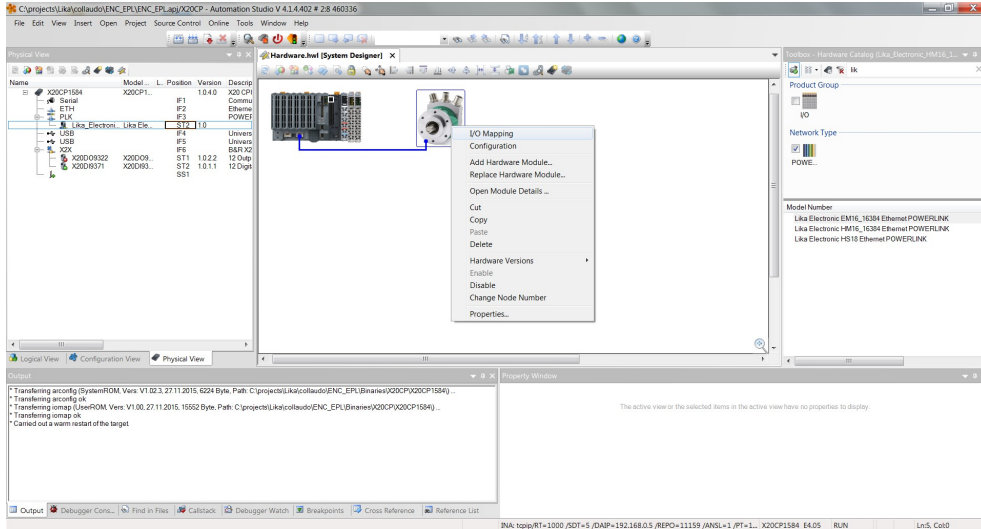 C:\projects\Lika\collaudo\ENC_EPL\ENC_EPL.apj/X20CP - Automation Studio V 4.1.4.402 # 2:8 460336
File Edit View Insert Open Project Source Control Online Tools Window Help
Physical View
Name Model... L.. Position Version Descrip
X20CP1584 X20CP1... 1.0.4.0 X20 CPU
Serial IF1 Commu
ETH IF2 Etherne
PLK IF3 POWER
Lika_Electroni... Lika Ele... ST2 1.0
USB IF4 Univers
USB IF5 Univers
X2X IF6 B&R X2
X20DO9322 X20DO9... ST1 1.0.2.2 12 Outp
X20DI9371 X20DI93... ST2 1.0.1.1 12 Digit
SS1
Logical View Configuration View Physical View
Hardware.hwl [System Designer] X
I/O Mapping
Configuration
Add Hardware Module...
Replace Hardware Module...
Open Module Details ...
Cut
Copy
Paste
Delete
Hardware Versions
Enable
Disable
Change Node Number
Properties...
Toolbox - Hardware Catalog (Lika_Electronic_HM16_1...
lik
Product Group
I/O
Network Type
POWE...
Model Number
Lika Electronic EM16_16384 Ethernet POWERLINK
Lika Electronic HM16_16384 Ethernet POWERLINK
Lika Electronic HS18 Ethernet POWERLINK
Output
* Transferring arconfig (SystemROM, Vers: V1.02.3, 27.11.2015, 6224 Byte, Path: C:\projects\Lika\collaudo\ENC_EPL\Binaries\X20CP\X20CP1584\) ...
* Transferring arconfig ok
* Transferring iomap (UserROM, Vers: V1.00, 27.11.2015, 15552 Byte, Path: C:\projects\Lika\collaudo\ENC_EPL\Binaries\X20CP\X20CP1584\) ...
* Transferring iomap ok
* Carried out a warm restart of the target.
Output Debugger Cons... Find in Files Callstack Debugger Watch Breakpoints Cross Reference Reference List
Property Window
The active view or the selected items in the active view have no properties to display.
INA: tcpip/RT=1000 /SDT=5 /DAIP=192.168.0.5 /REPO=11159 /ANSL=1 /PT=1... X20CP1584 E4.05 RUN Ln:5, Col:0